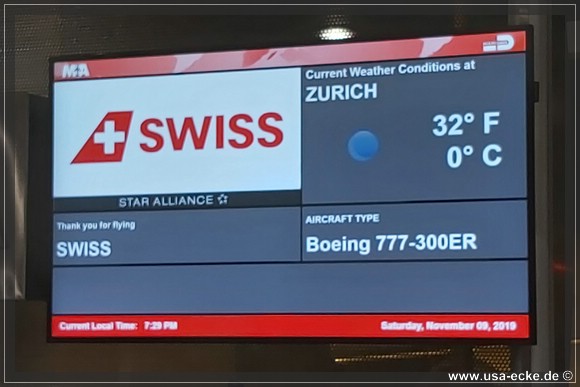 MIA
Current Weather Conditions at
ZURICH
32° F
0° C
SWISS
STAR ALLIANCE
Thank you for flying
SWISS
AIRCRAFT TYPE
Boeing 777-300ER
Current Local Time: 7:29 PM
Saturday, November 09, 2019
www.usa-ecke.de ©